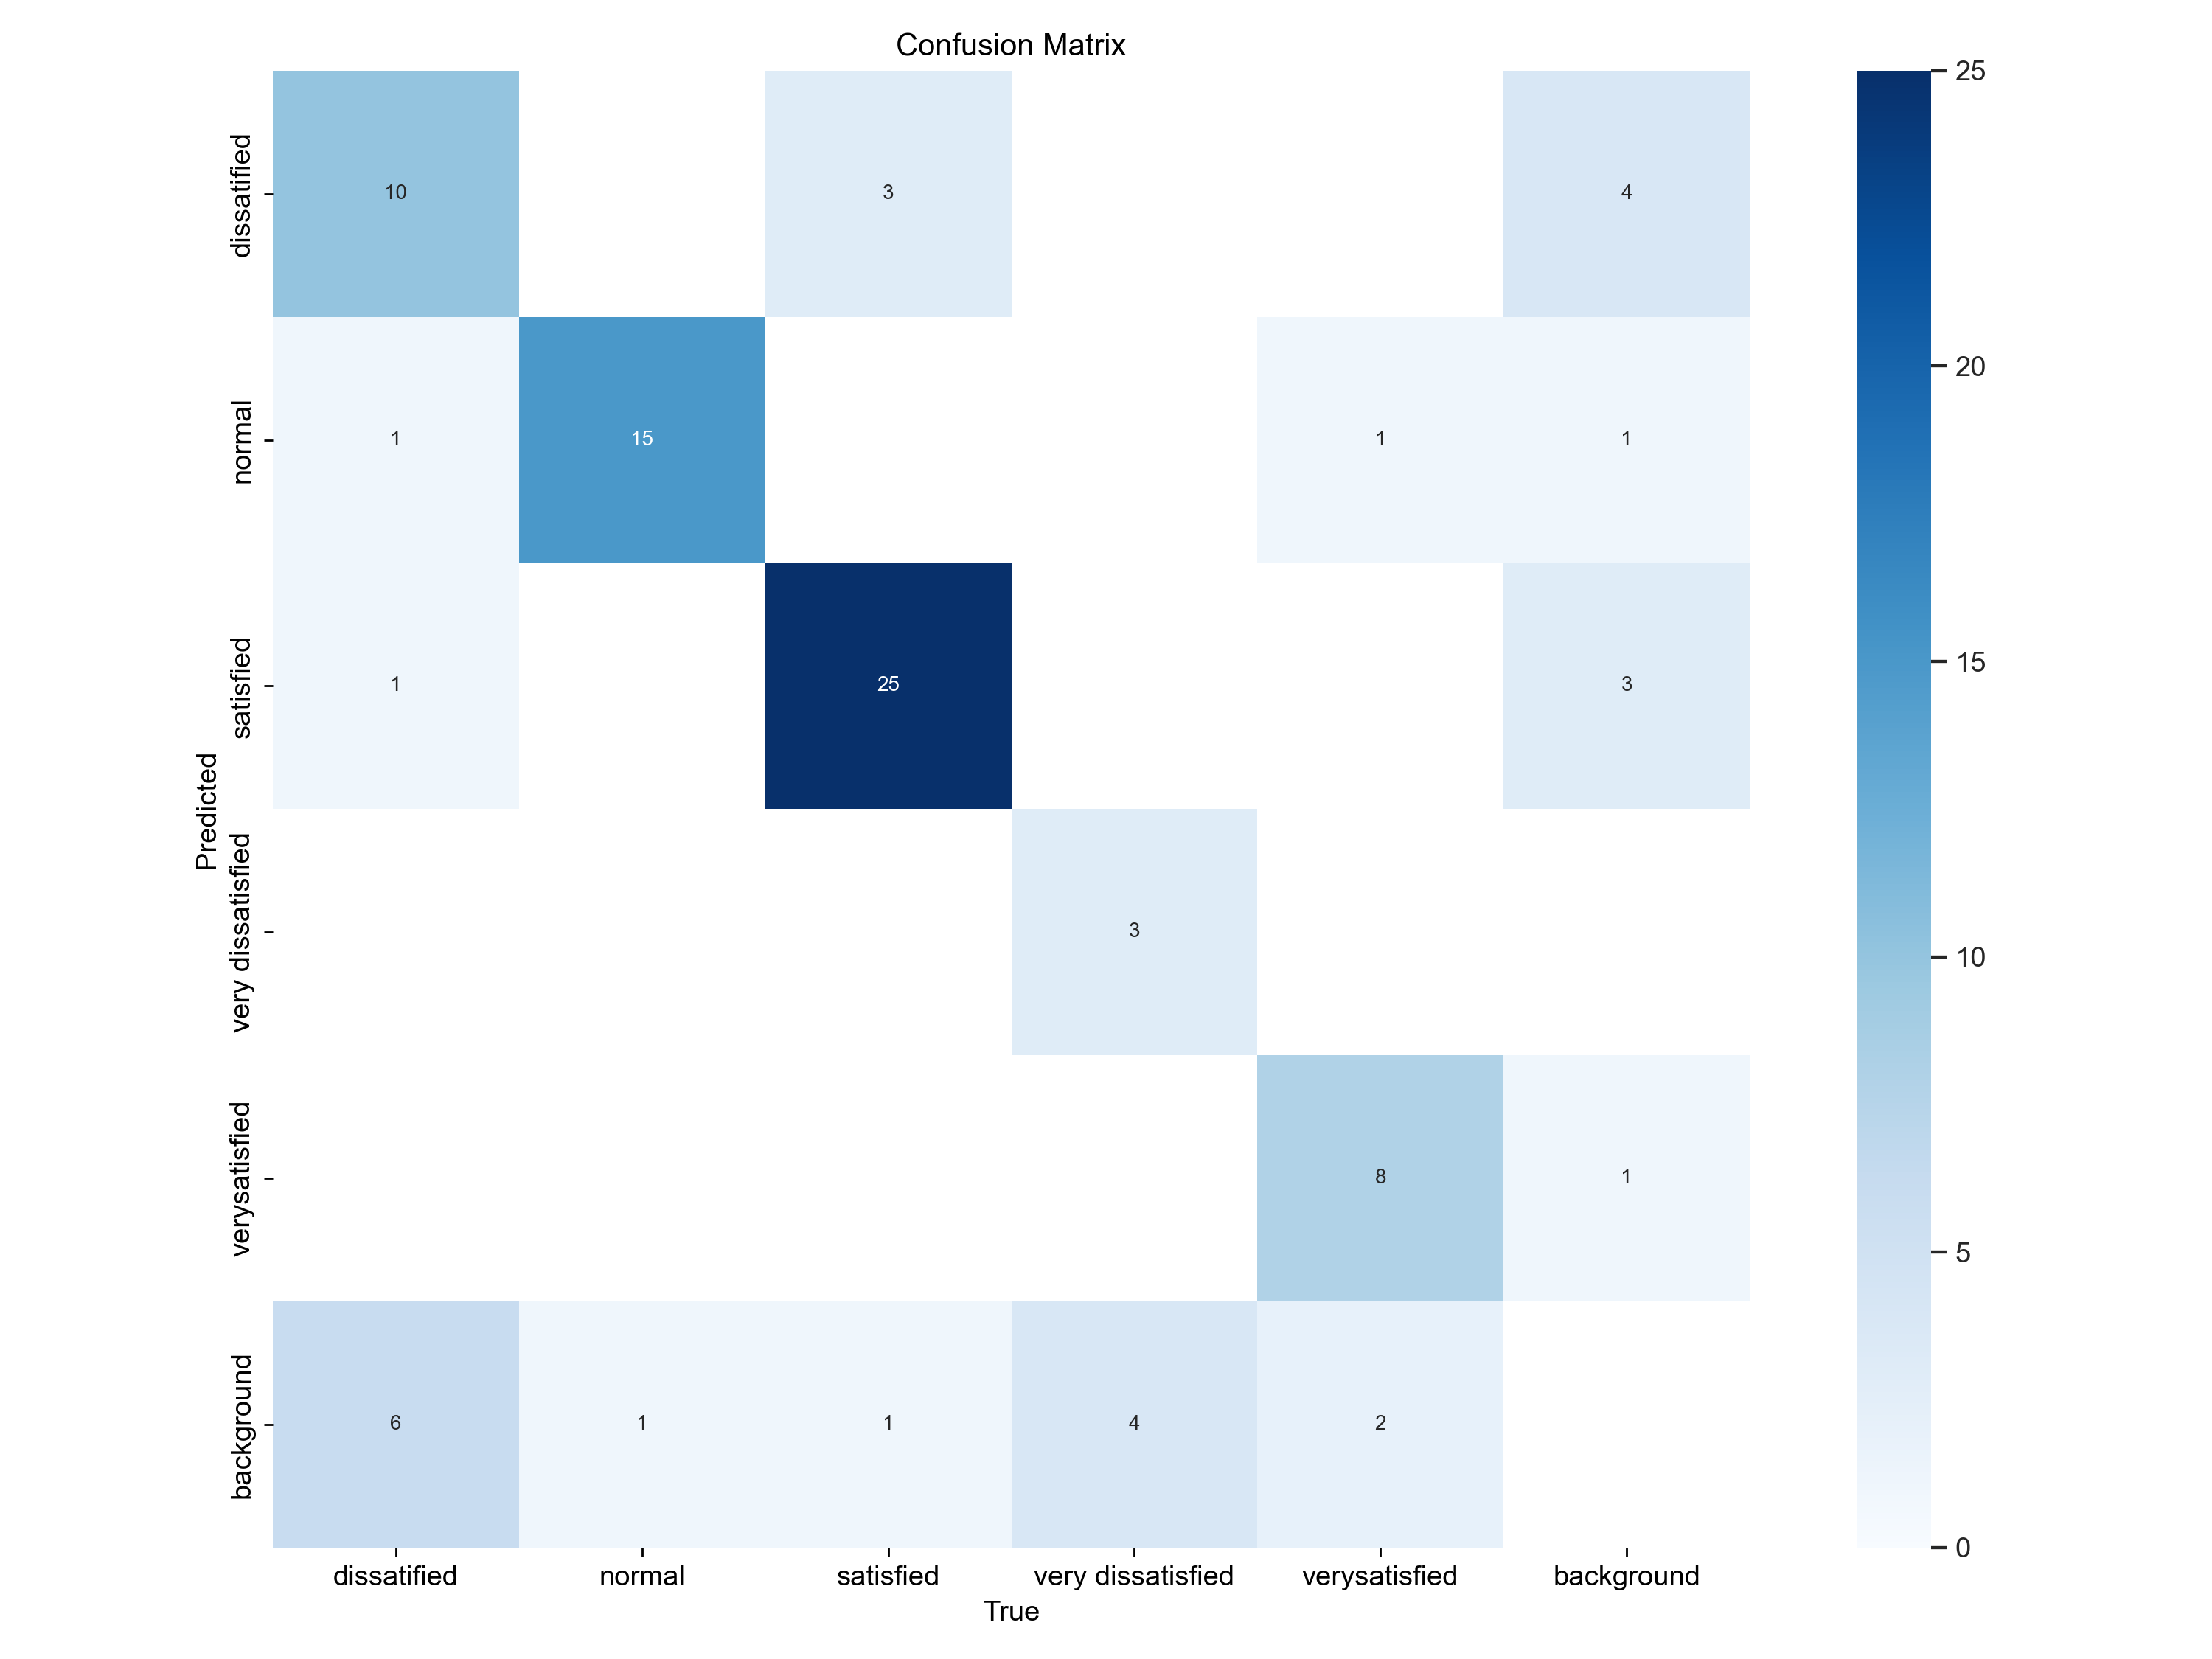 Confusion Matrix
dissatified
10
3
4
normal
1
15
1
1
satisfied
1
25
3
very dissatisfied
3
verysatisfied
8
1
background
6
1
1
4
2
Predicted
dissatified
normal
satisfied
very dissatisfied
verysatisfied
background
True
25
20
15
10
5
0